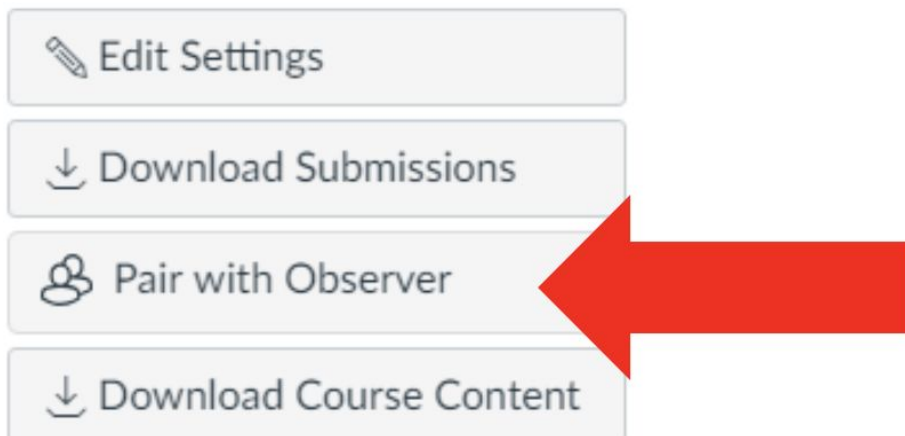 Edit Settings
Download Submissions
Pair with Observer
Download Course Content